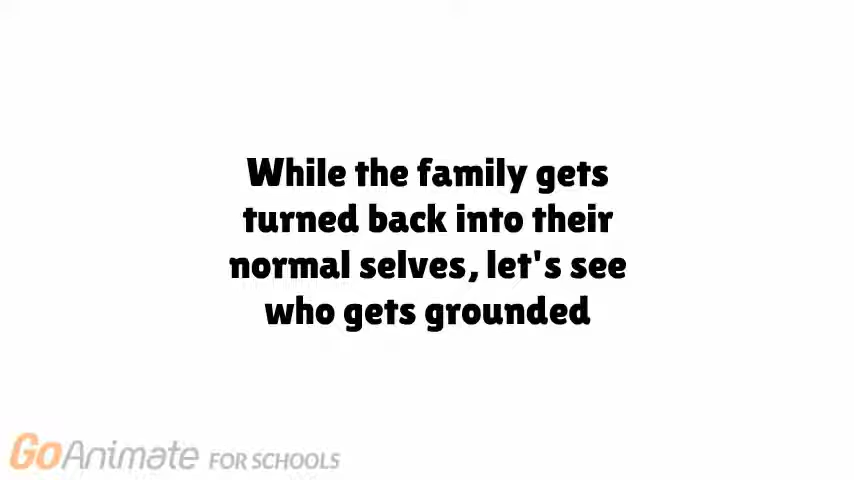 While the family gets
turned back into their
normal selves, let's see
who gets grounded
GoAnimate FOR SCHOOLS